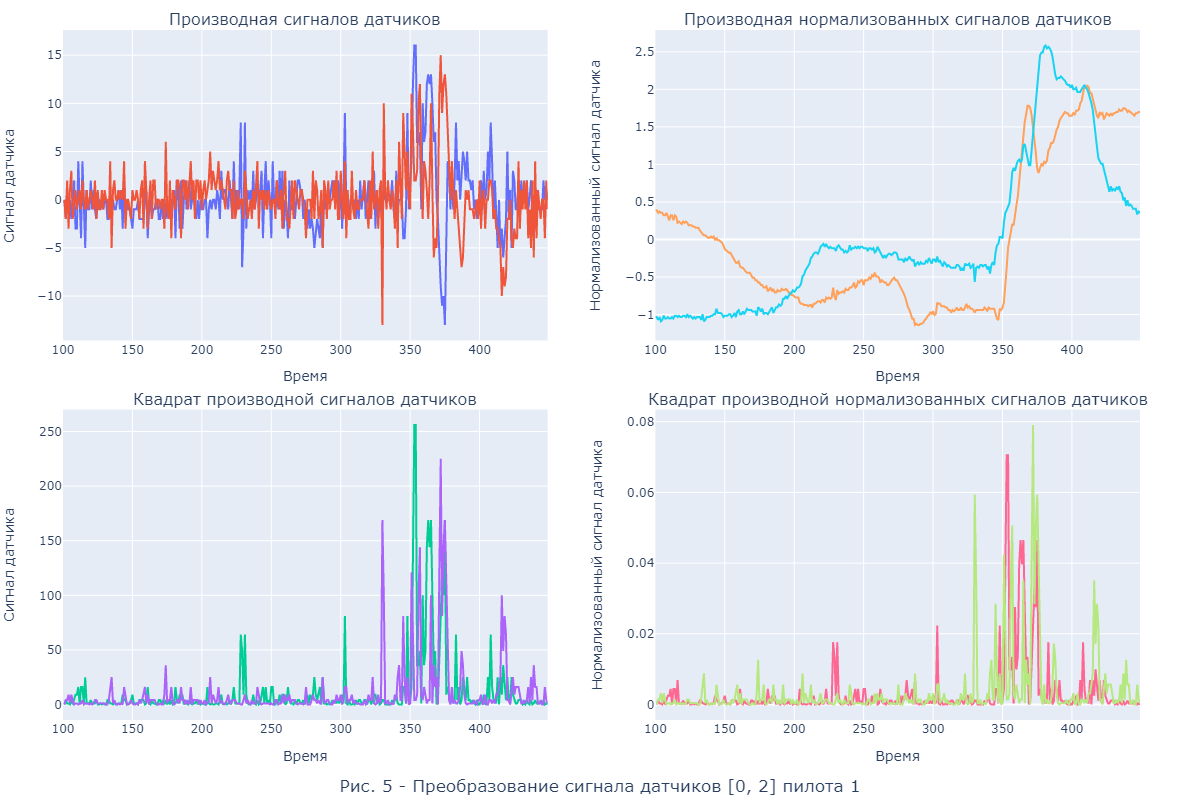 Производная сигналов датчиков
Производная нормализованных сигналов датчиков
Сигнал датчика
15
10
5
0
−5
−10
100 150 200 250 300 350 400
Время
Нормализованный сигнал датчика
2.5
2
1.5
1
0.5
0
−0.5
−1
100 150 200 250 300 350 400
Время
Квадрат производной сигналов датчиков
Квадрат производной нормализованных сигналов датчиков
Сигнал датчика
250
200
150
100
50
0
100 150 200 250 300 350 400
Время
Нормализованный сигнал датчика
0.08
0.06
0.04
0.02
0
100 150 200 250 300 350 400
Время
Рис. 5 - Преобразование сигнала датчиков [0, 2] пилота 1